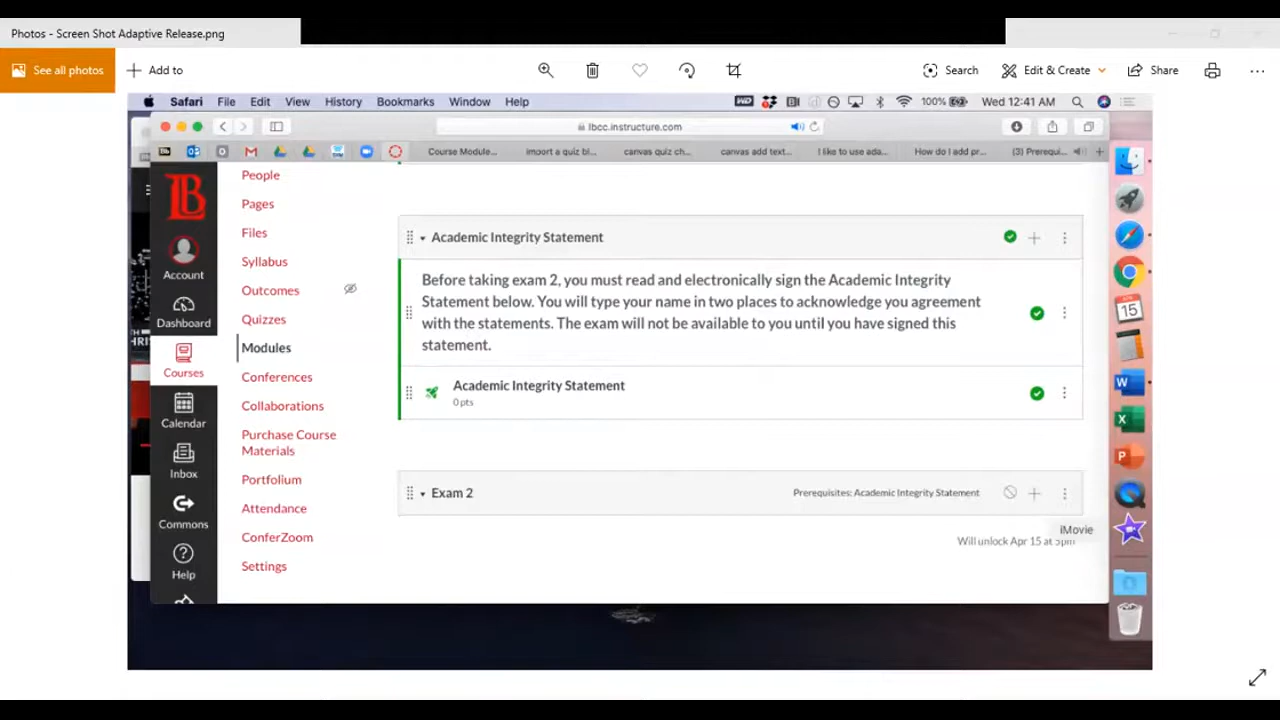 Photos - Screen Shot Adaptive Release.png
See all photos
Add to
Search
Edit & Create
Share
Safari File Edit View History Bookmarks Window Help
100%
Wed 12:41 AM
lbcc.instructure.com
Course Module...
import a quiz bl...
canvas quiz ch...
canvas add text...
I like to use ada...
How do I add pr...
(3) Prerequi...
LB
Account
Dashboard
Courses
Calendar
Inbox
Commons
Help
People
Pages
Files
Syllabus
Outcomes
Quizzes
Modules
Conferences
Collaborations
Purchase Course
Materials
Portfolium
Attendance
ConferZoom
Settings
Academic Integrity Statement
Before taking exam 2, you must read and electronically sign the Academic Integrity
Statement below. You will type your name in two places to acknowledge you agreement
with the statements. The exam will not be available to you until you have signed this
statement.
Academic Integrity Statement
0 pts
Exam 2
Prerequisites: Academic Integrity Statement
iMovie
Will unlock Apr 15 at 5pm
15
W
X
P